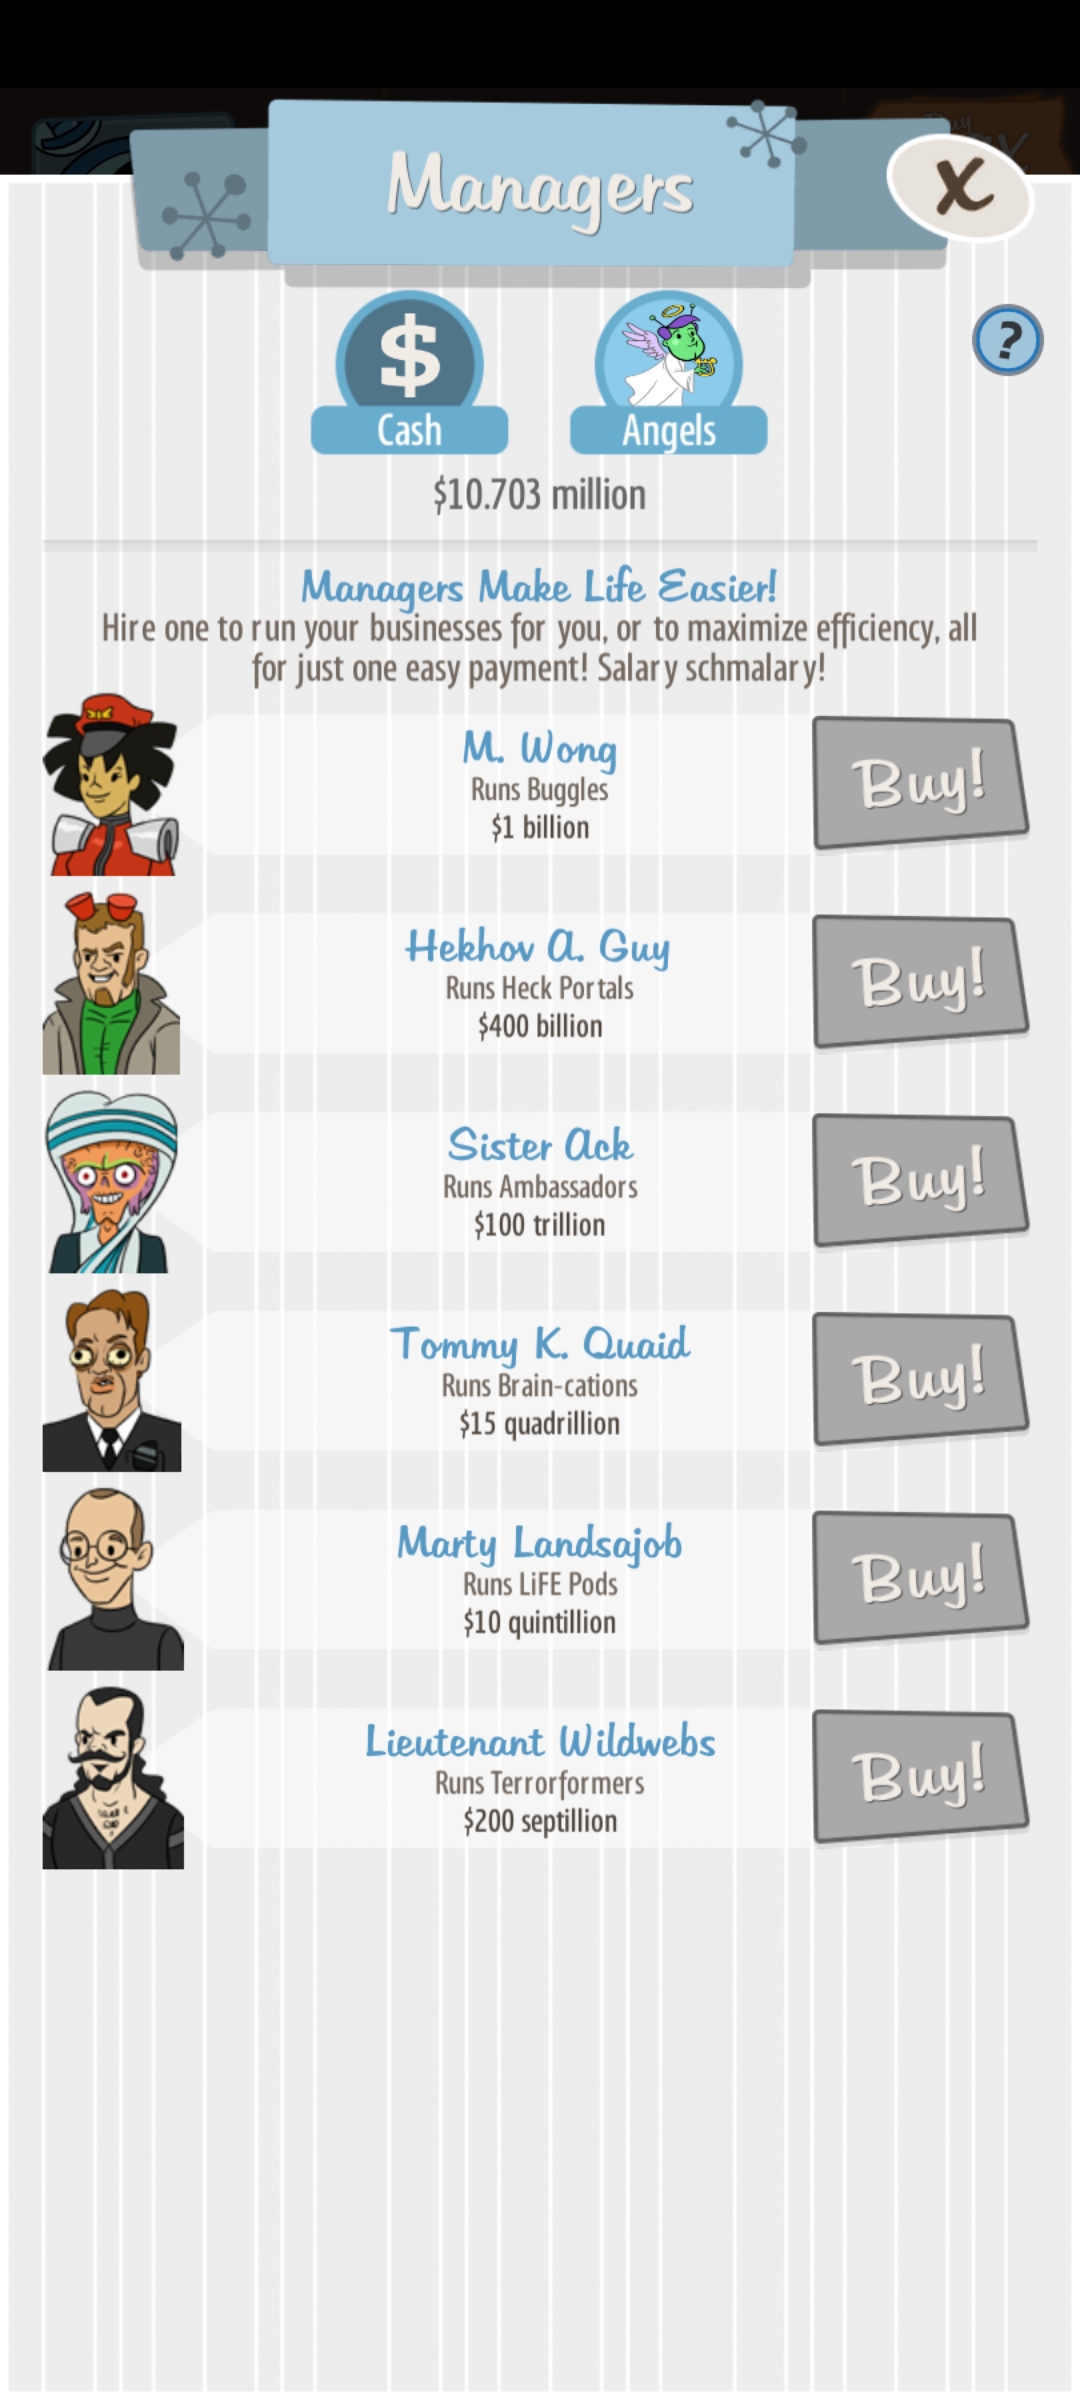 Managers
X
$
?
Cash
Angels
$10.703 million
Managers Make Life Easier!
Hire one to run your businesses for you, or to maximize efficiency, all
for just one easy payment! Salary schmalary!
M. Wong
Runs Buggles
$1 billion
Buy!
Hekhov A. Guy
Runs Heck Portals
$400 billion
Buy!
Sister Ack
Runs Ambassadors
$100 trillion
Buy!
Tommy K. Quaid
Runs Brain-cations
$15 quadrillion
Buy!
Marty Landsajob
Runs LiFE Pods
$10 quintillion
Buy!
Lieutenant Wildwebs
Runs Terrorformers
$200 septillion
Buy!